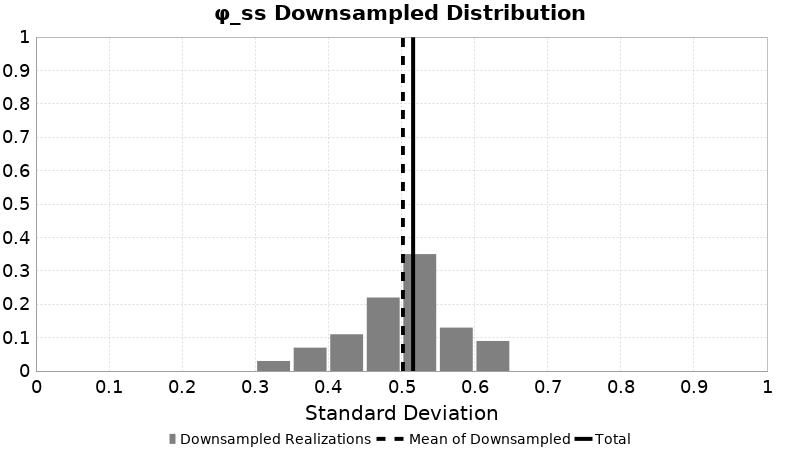 φ_ss Downsampled Distribution
1
0.9
0.8
0.7
0.6
0.5
0.4
0.3
0.2
0.1
0
0 0.1 0.2 0.3 0.4 0.5 0.6 0.7 0.8 0.9 1
Standard Deviation
Downsampled Realizations Mean of Downsampled Total